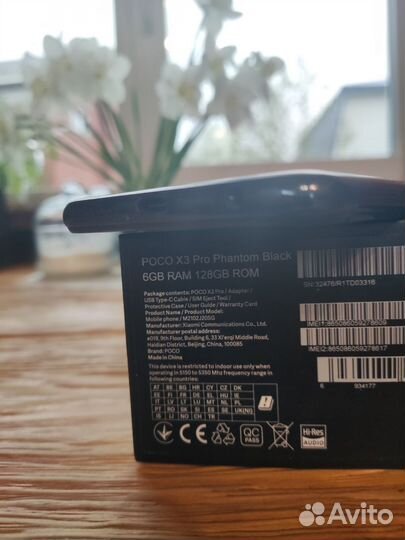 POCO X3 Pro Phantom Black
6GB RAM 128GB ROM
Package contents: POCO X3 Pro / Adapter /
USB Type-C Cable / SIM Eject Tool /
Protective Case / User Guide / Warranty Card
Product Name / Product Model:
Mobile phone / M2102J20SG
Manufacturer: Xiaomi Communications Co., Ltd.
Manufacturer postal address:
#019, 9th Floor, Building 6, 33 Xi'erqi Middle Road,
Haidian District, Beijing, China, 100085
Brand: POCO
Made in China
This device is restricted to indoor use only when
operating in 5150 to 5350 Mhz frequency range in
following countries:
AT BE BG HR CY CZ DK
EE FI FR DE EL HU IE
IT LV LT LU MT NL PL
PT RO SK SI ES SE UK(NI)
IS LI NO CH TR
SN: 32476/R1TD03316
IMEI1:865086059278609
IMEI2:865086059278617
6 934177
CE
EAC
QC
PASS
Hi-Res
AUDIO
Avito